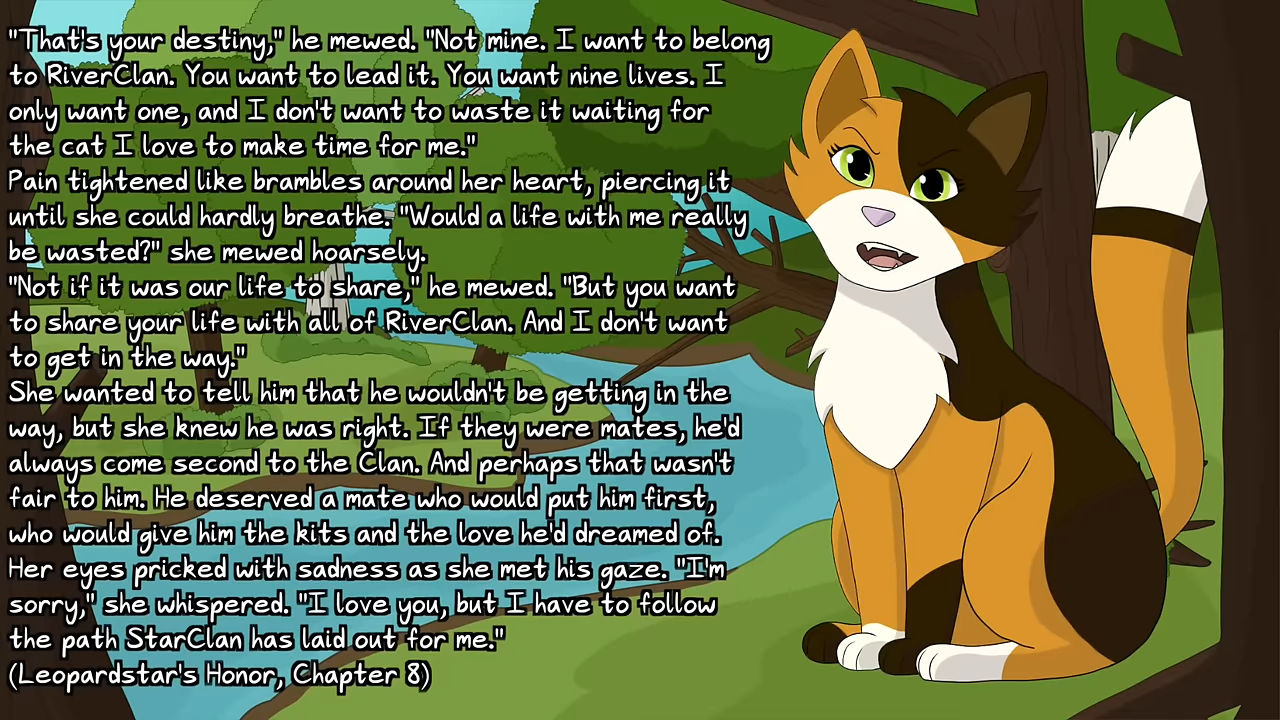 "That's your destiny," he mewed. "Not mine. I want to belong
to RiverClan. You want to lead it. You want nine lives. I
only want one, and I don't want to waste it waiting for
the cat I love to make time for me."
Pain tightened like brambles around her heart, piercing it
until she could hardly breathe. "Would a life with me really
be wasted?" she mewed hoarsely.
"Not if it was our life to share," he mewed. "But you want
to share your life with all of RiverClan. And I don't want
to get in the way."
She wanted to tell him that he wouldn't be getting in the
way, but she knew he was right. If they were mates, he'd
always come second to the Clan. And perhaps that wasn't
fair to him. He deserved a mate who would put him first,
who would give him the kits and the love he'd dreamed of.
Her eyes pricked with sadness as she met his gaze. "I'm
sorry," she whispered. "I love you, but I have to follow
the path StarClan has laid out for me."
(Leopardstar's Honor, Chapter 8)